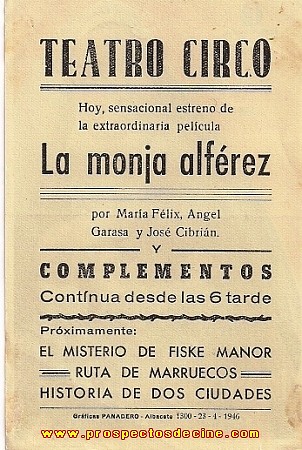 TEATRO CIRCO
Hoy, sensacional estreno de
la extraordinaria película
La monja alférez
por María Félix, Angel
Garasa y José Cibrián.
Y
COMPLEMENTOS
Contínua desde las 6 tarde
Próximamente:
EL MISTERIO DE FISKE MANOR
RUTA DE MARRUECOS
HISTORIA DE DOS CIUDADES
Gráficas PANADERO - Albacete 1300 - 23 - 4 - 1946
www.prospectosdecine.com